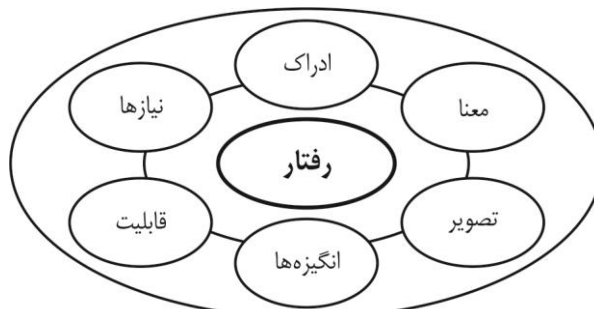 ادراک
معنا
نیازها
رفتار
تصویر
قابلیت
انگیزه‌ها